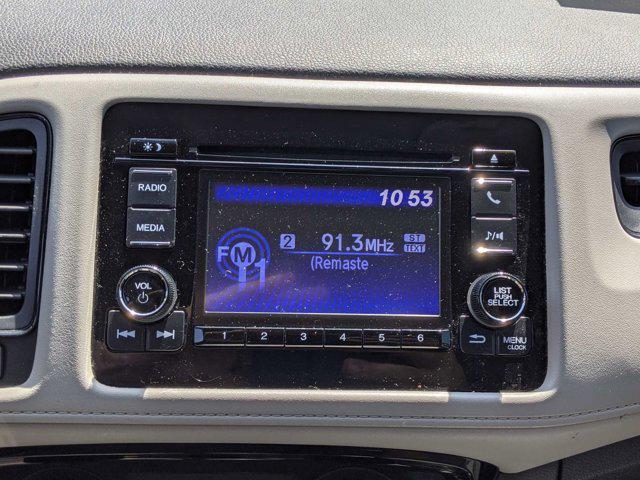 10 53
RADIO
MEDIA
FM
1
2 91.3MHz
ST
TEXT
(Remaste
VOL
LIST
PUSH
SELECT
1 2 3 4 5 6
MENU
CLOCK